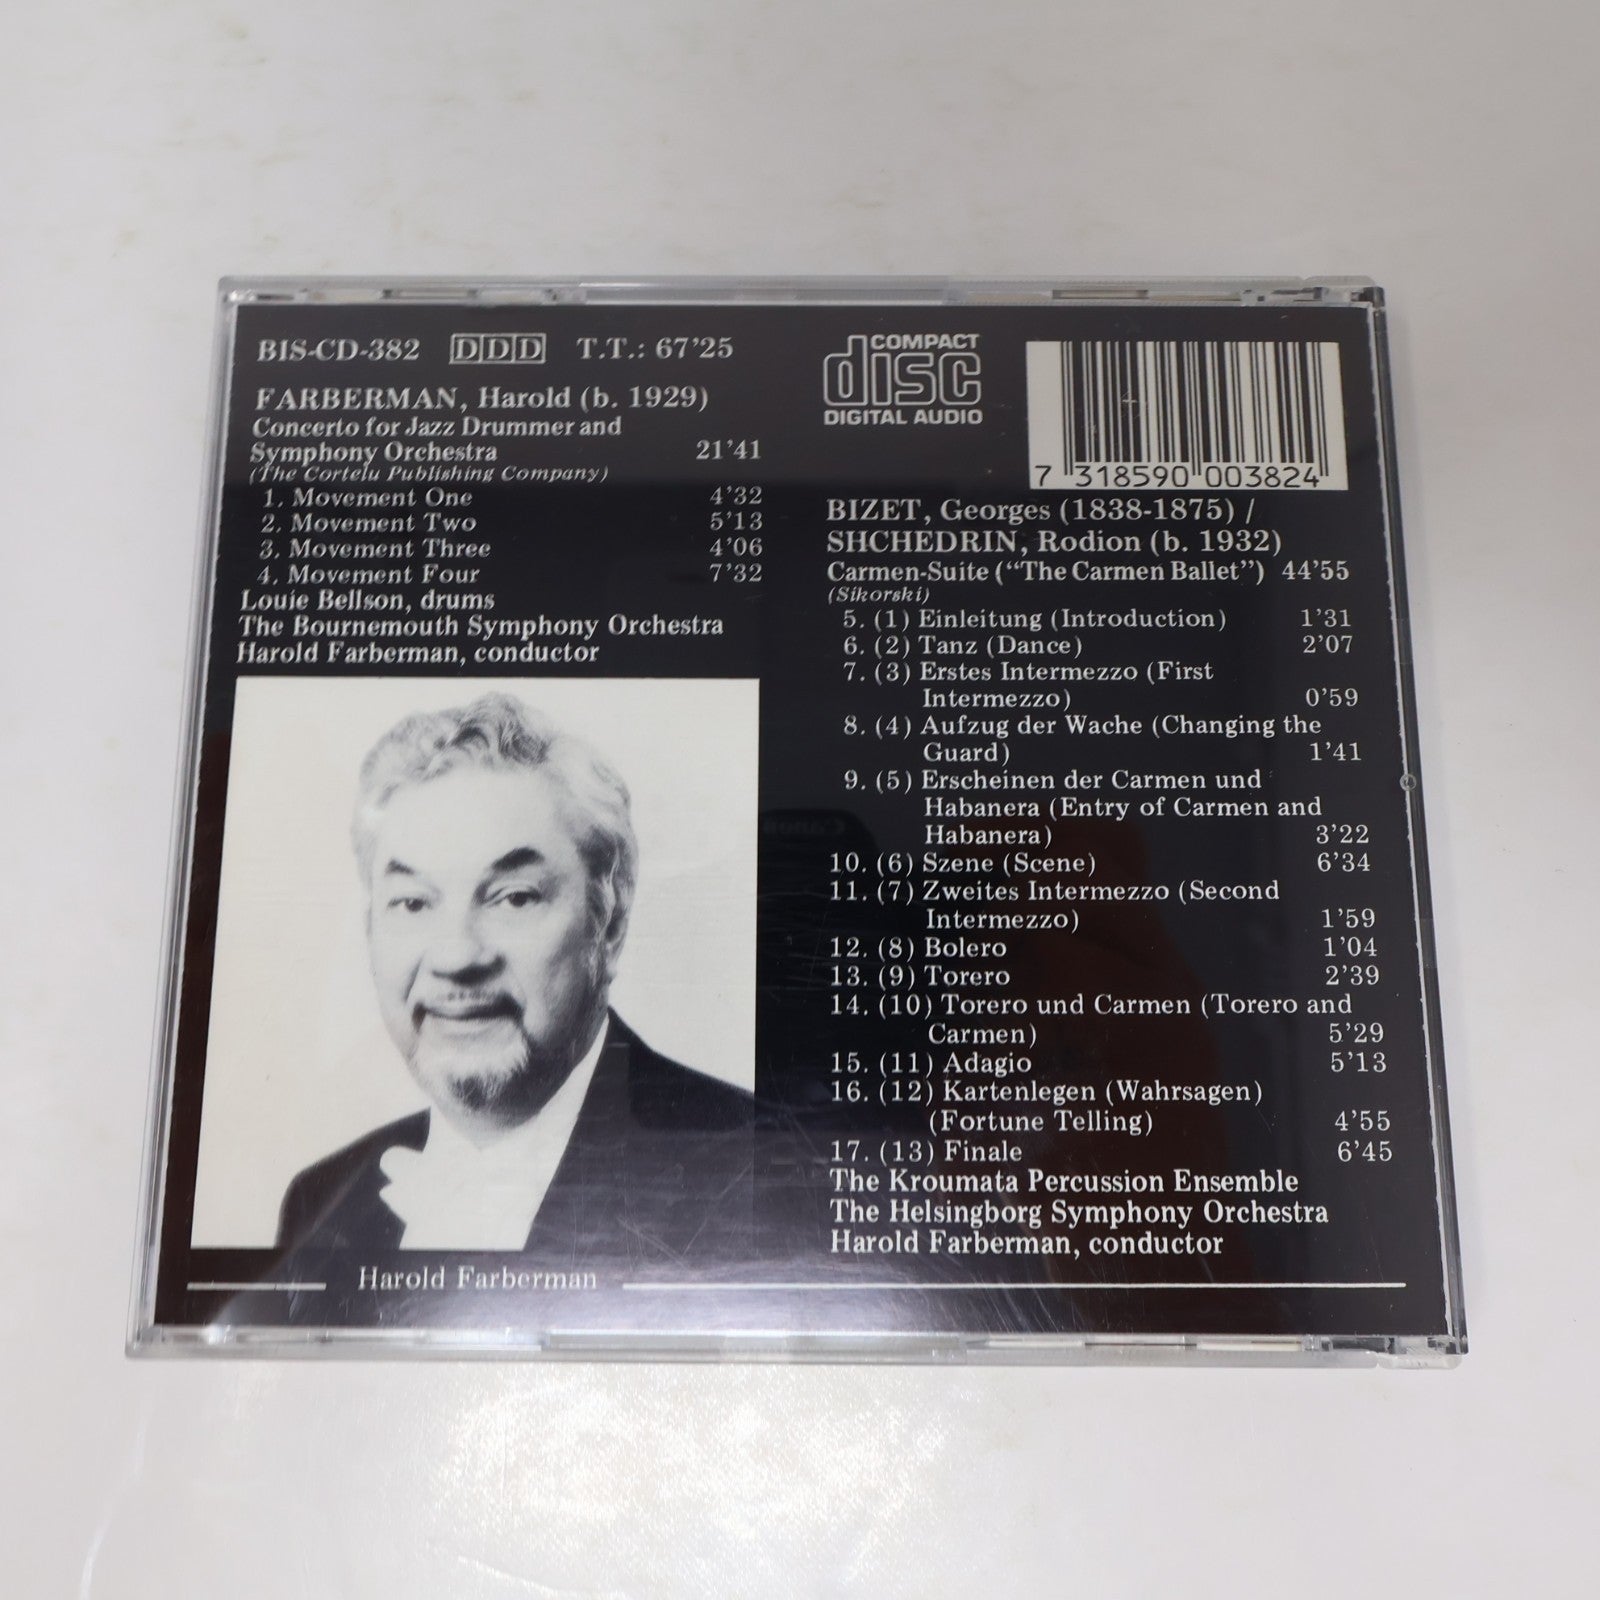 BIS-CD-382 DDD T.T.: 67'25
FARBERMAN, Harold (b. 1929)
Concerto for Jazz Drummer and
Symphony Orchestra 21'41
(The Cortelu Publishing Company)
1. Movement One 4'32
2. Movement Two 5'13
3. Movement Three 4'06
4. Movement Four 7'32
Louie Bellson, drums
The Bournemouth Symphony Orchestra
Harold Farberman, conductor
Harold Farberman
COMPACT
disc
DIGITAL AUDIO
7 318590 003824
BIZET, Georges (1838-1875) /
SHCHEDRIN, Rodion (b. 1932)
Carmen-Suite ("The Carmen Ballet") 44'55
(Sikorski)
5. (1) Einleitung (Introduction) 1'31
6. (2) Tanz (Dance) 2'07
7. (3) Erstes Intermezzo (First
Intermezzo) 0'59
8. (4) Aufzug der Wache (Changing the
Guard) 1'41
9. (5) Erscheinen der Carmen und
Habanera (Entry of Carmen and
Habanera) 3'22
10. (6) Szene (Scene) 6'34
11. (7) Zweites Intermezzo (Second
Intermezzo) 1'59
12. (8) Bolero 1'04
13. (9) Torero 2'39
14. (10) Torero und Carmen (Torero and
Carmen) 5'29
15. (11) Adagio 5'13
16. (12) Kartenlegen (Wahrsagen)
(Fortune Telling) 4'55
17. (13) Finale 6'45
The Kroumata Percussion Ensemble
The Helsingborg Symphony Orchestra
Harold Farberman, conductor